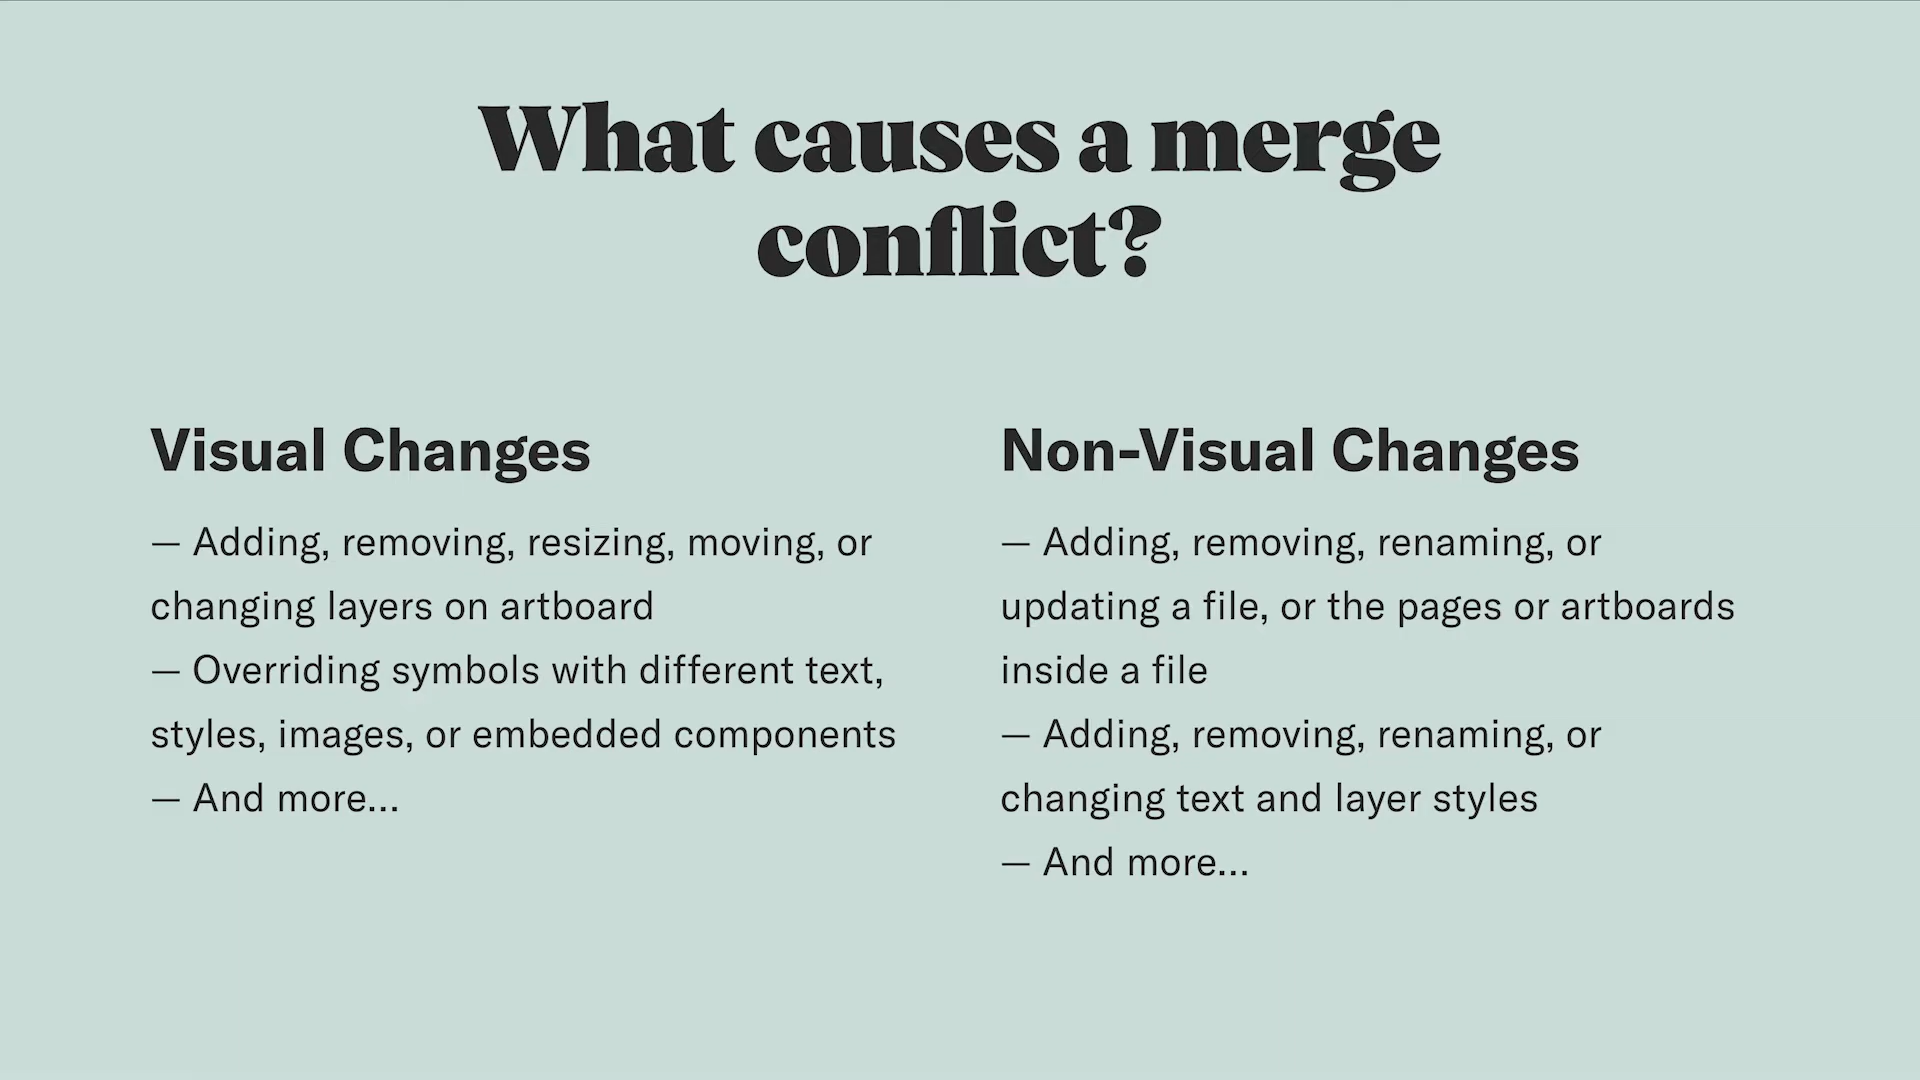 What causes a merge
conflict?
Visual Changes
— Adding, removing, resizing, moving, or
changing layers on artboard
— Overriding symbols with different text,
styles, images, or embedded components
— And more...
Non-Visual Changes
— Adding, removing, renaming, or
updating a file, or the pages or artboards
inside a file
— Adding, removing, renaming, or
changing text and layer styles
— And more...